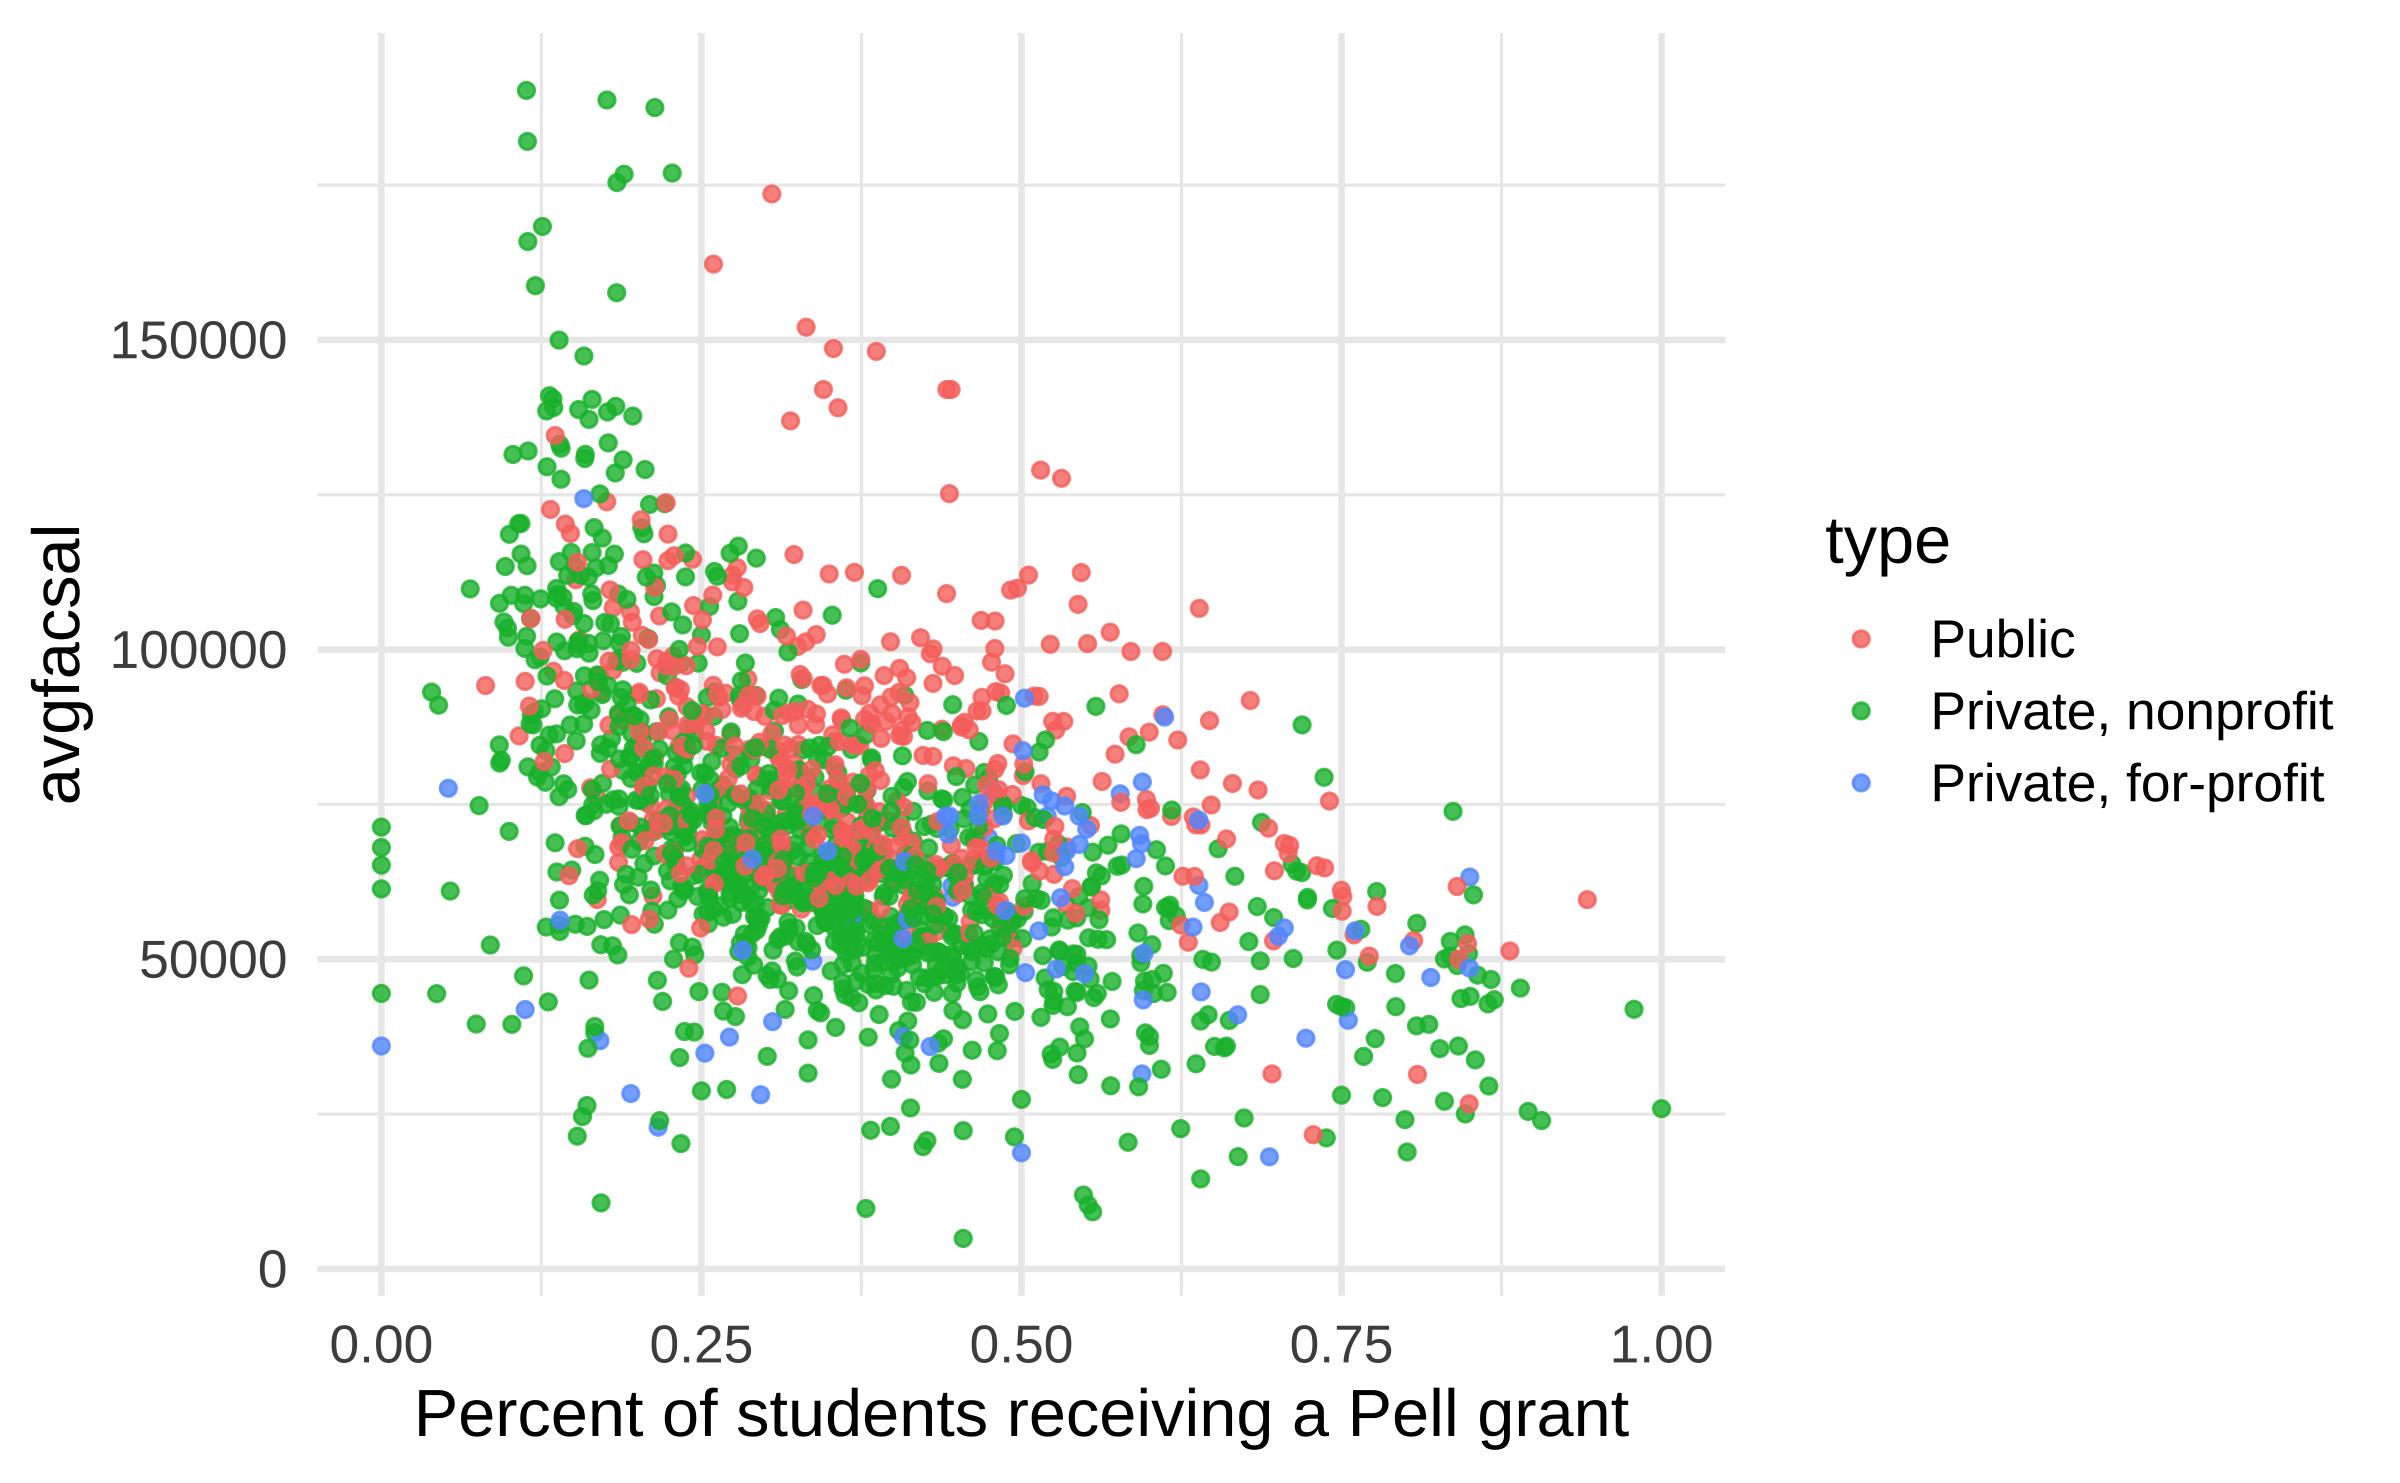 avgfacsal
150000
100000
50000
0
0.00 0.25 0.50 0.75 1.00
Percent of students receiving a Pell grant
type
Public
Private, nonprofit
Private, for-profit